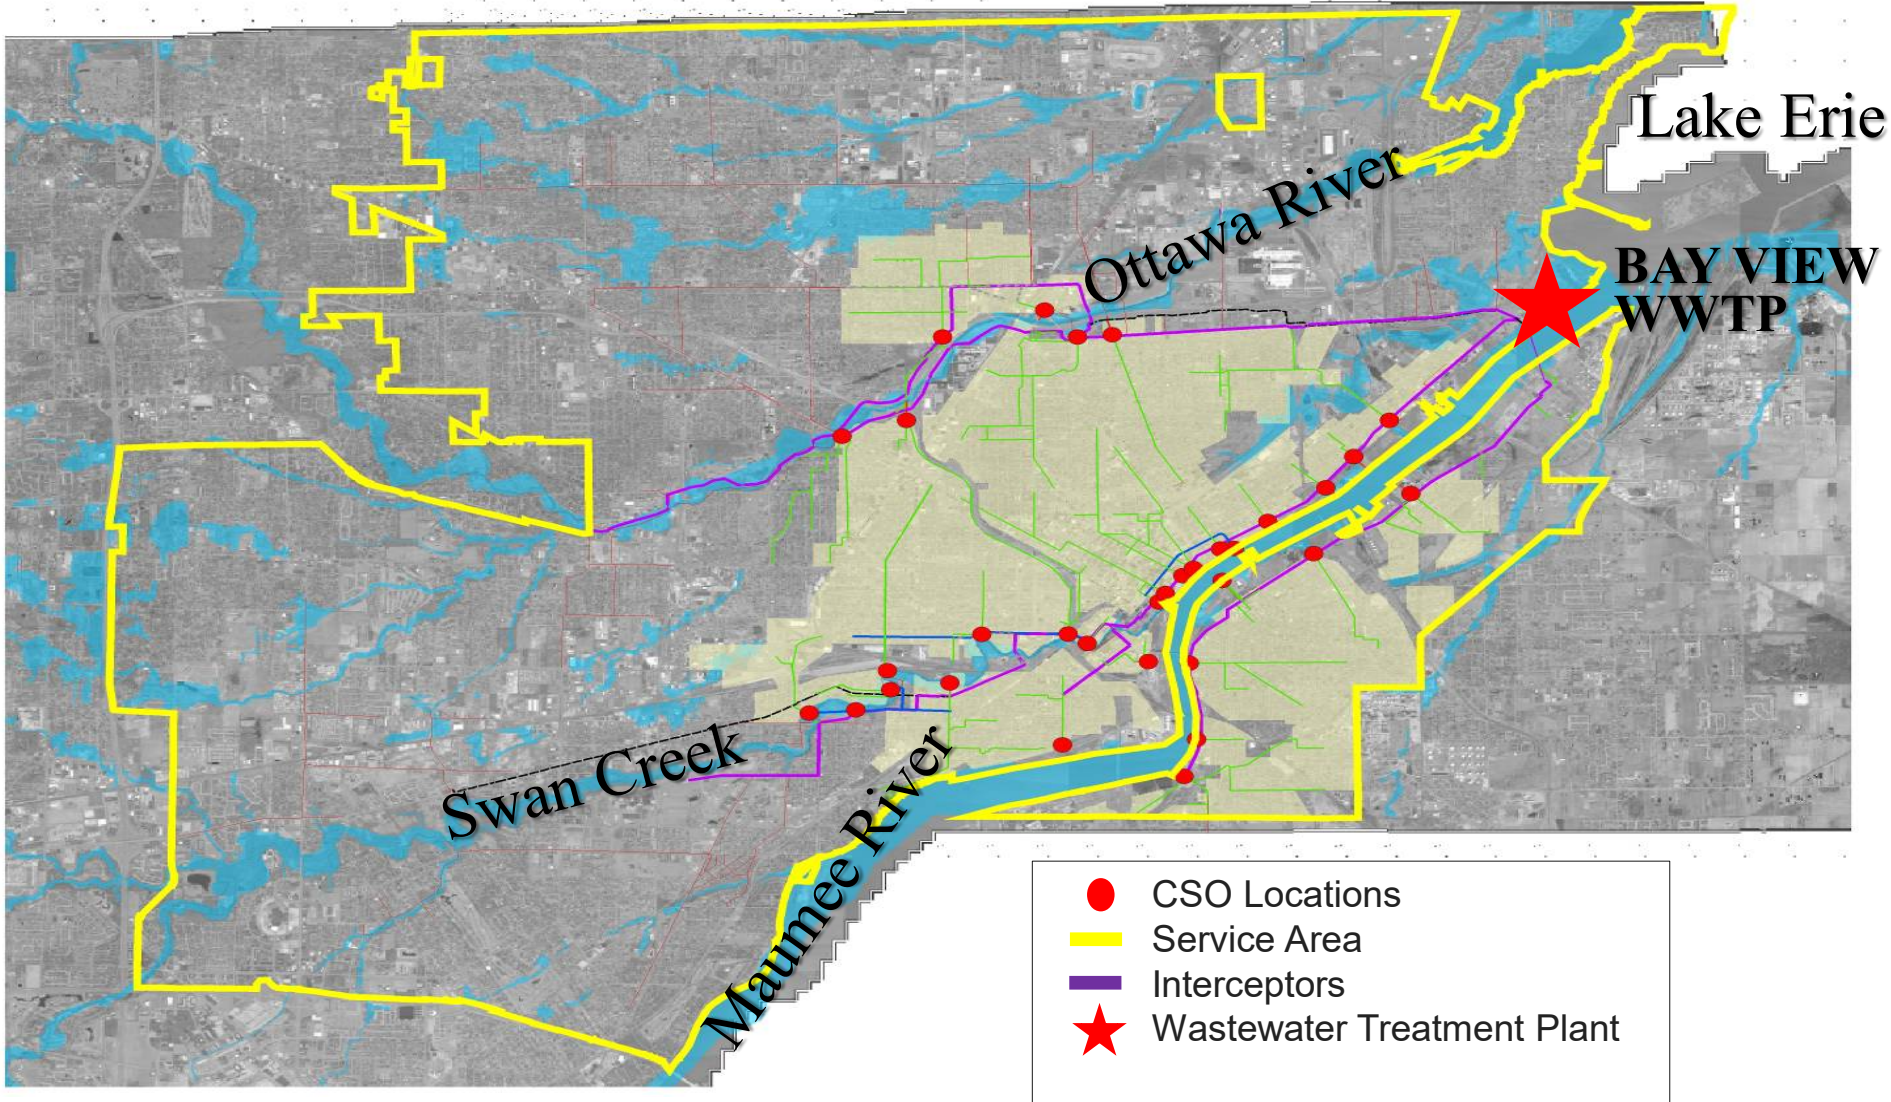 Lake Erie
Ottawa River
BAY VIEW
WWTP
Swan Creek
Maumee River
CSO Locations
Service Area
Interceptors
Wastewater Treatment Plant